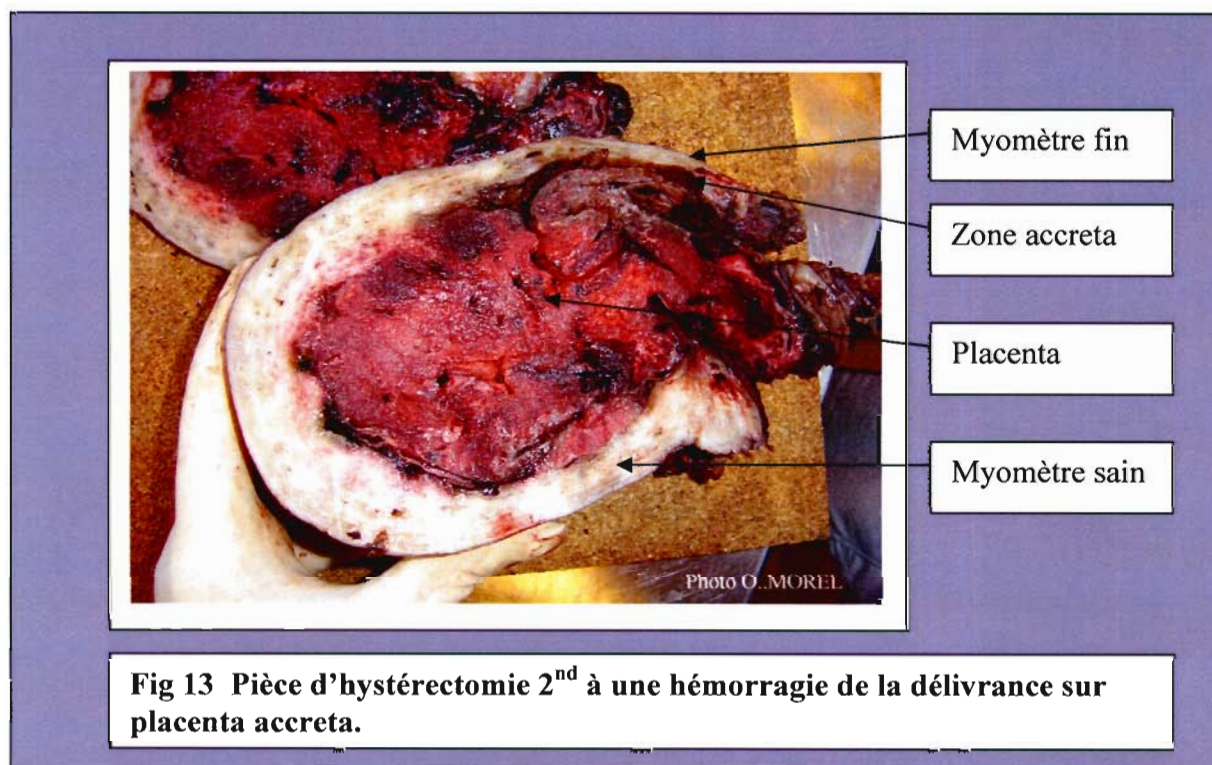 Myomètre fin
Zone accreta
Placenta
Myomètre sain
Photo O..MOREL
Fig 13 Pièce d'hystérectomie 2nd à une hémorragie de la délivrance sur
placenta accreta.